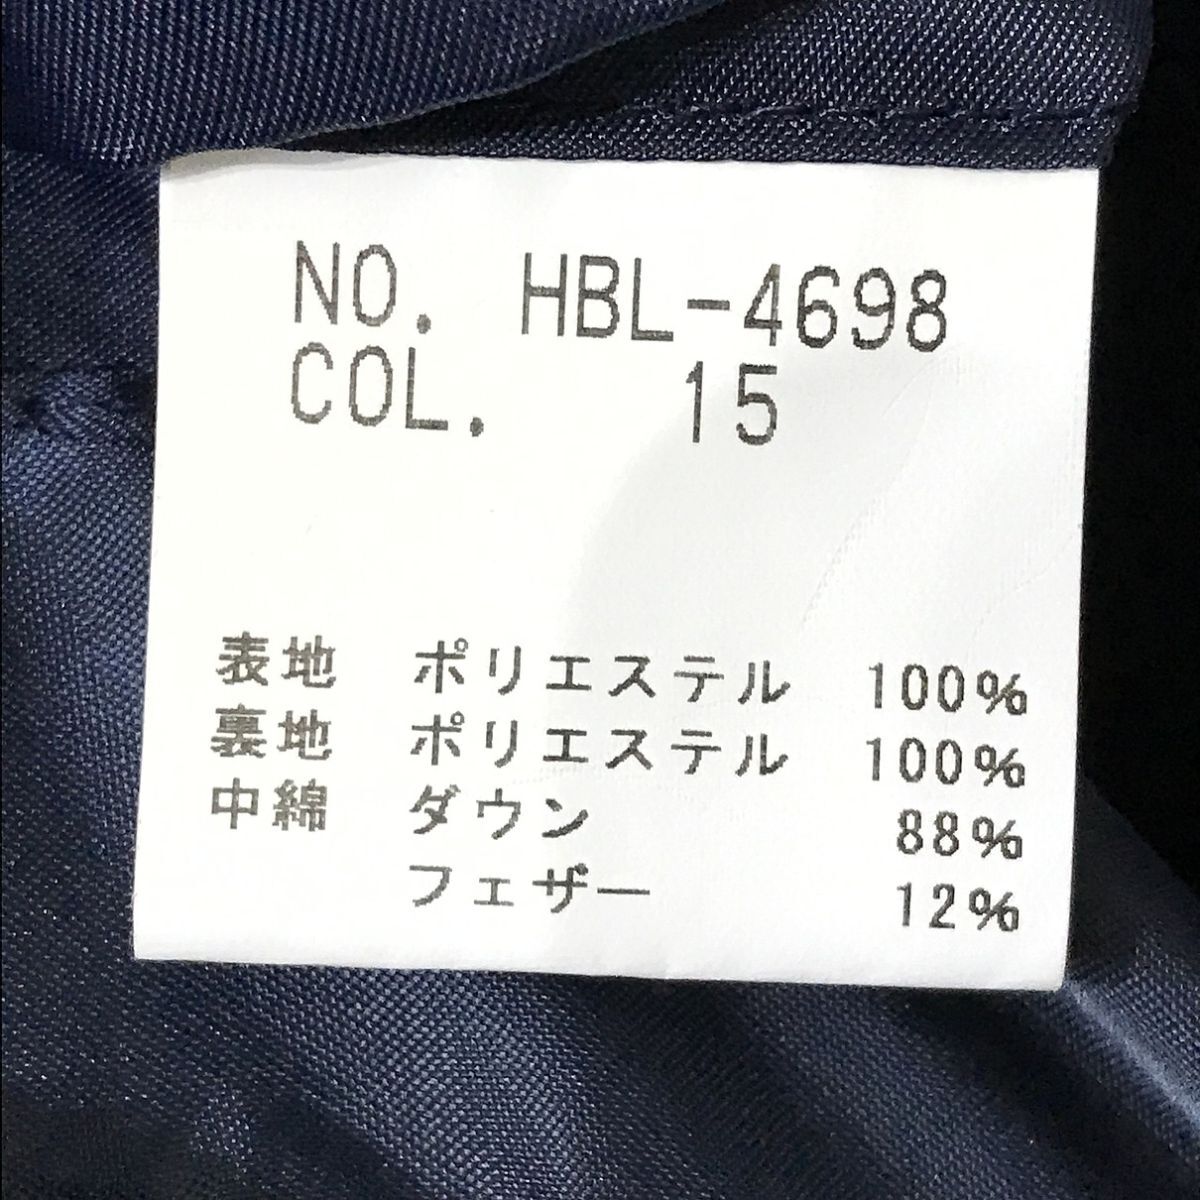 NO. HBL-4698
COL. 15
表地 ポリエステル 100%
裏地 ポリエステル 100%
中綿 ダウン 88%
フェザー 12%